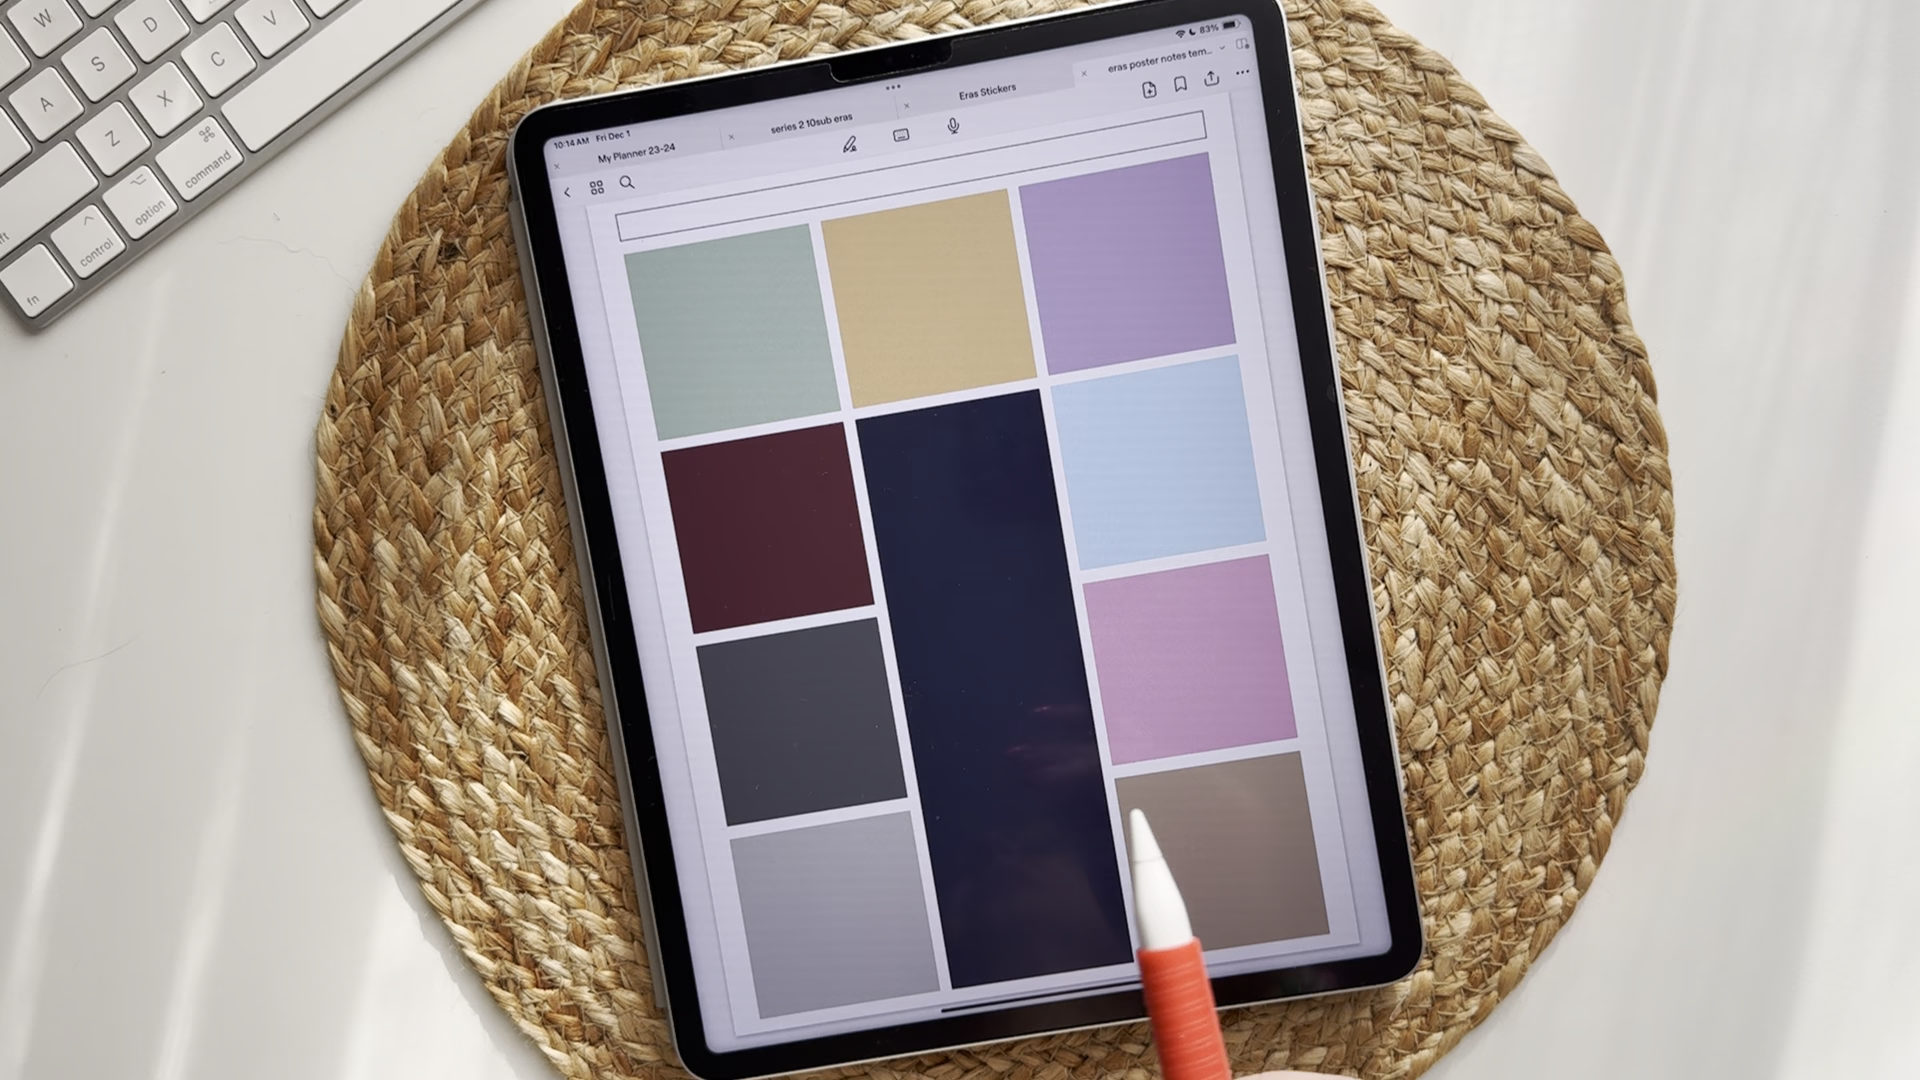 W
D
A
S
Z
X
C
V
⌘
command
⌥
option
^
control
fn
10:14 AM Fri Dec 1
83%
My Planner 23-24
series 2 10sub eras
Eras Stickers
eras poster notes tem...